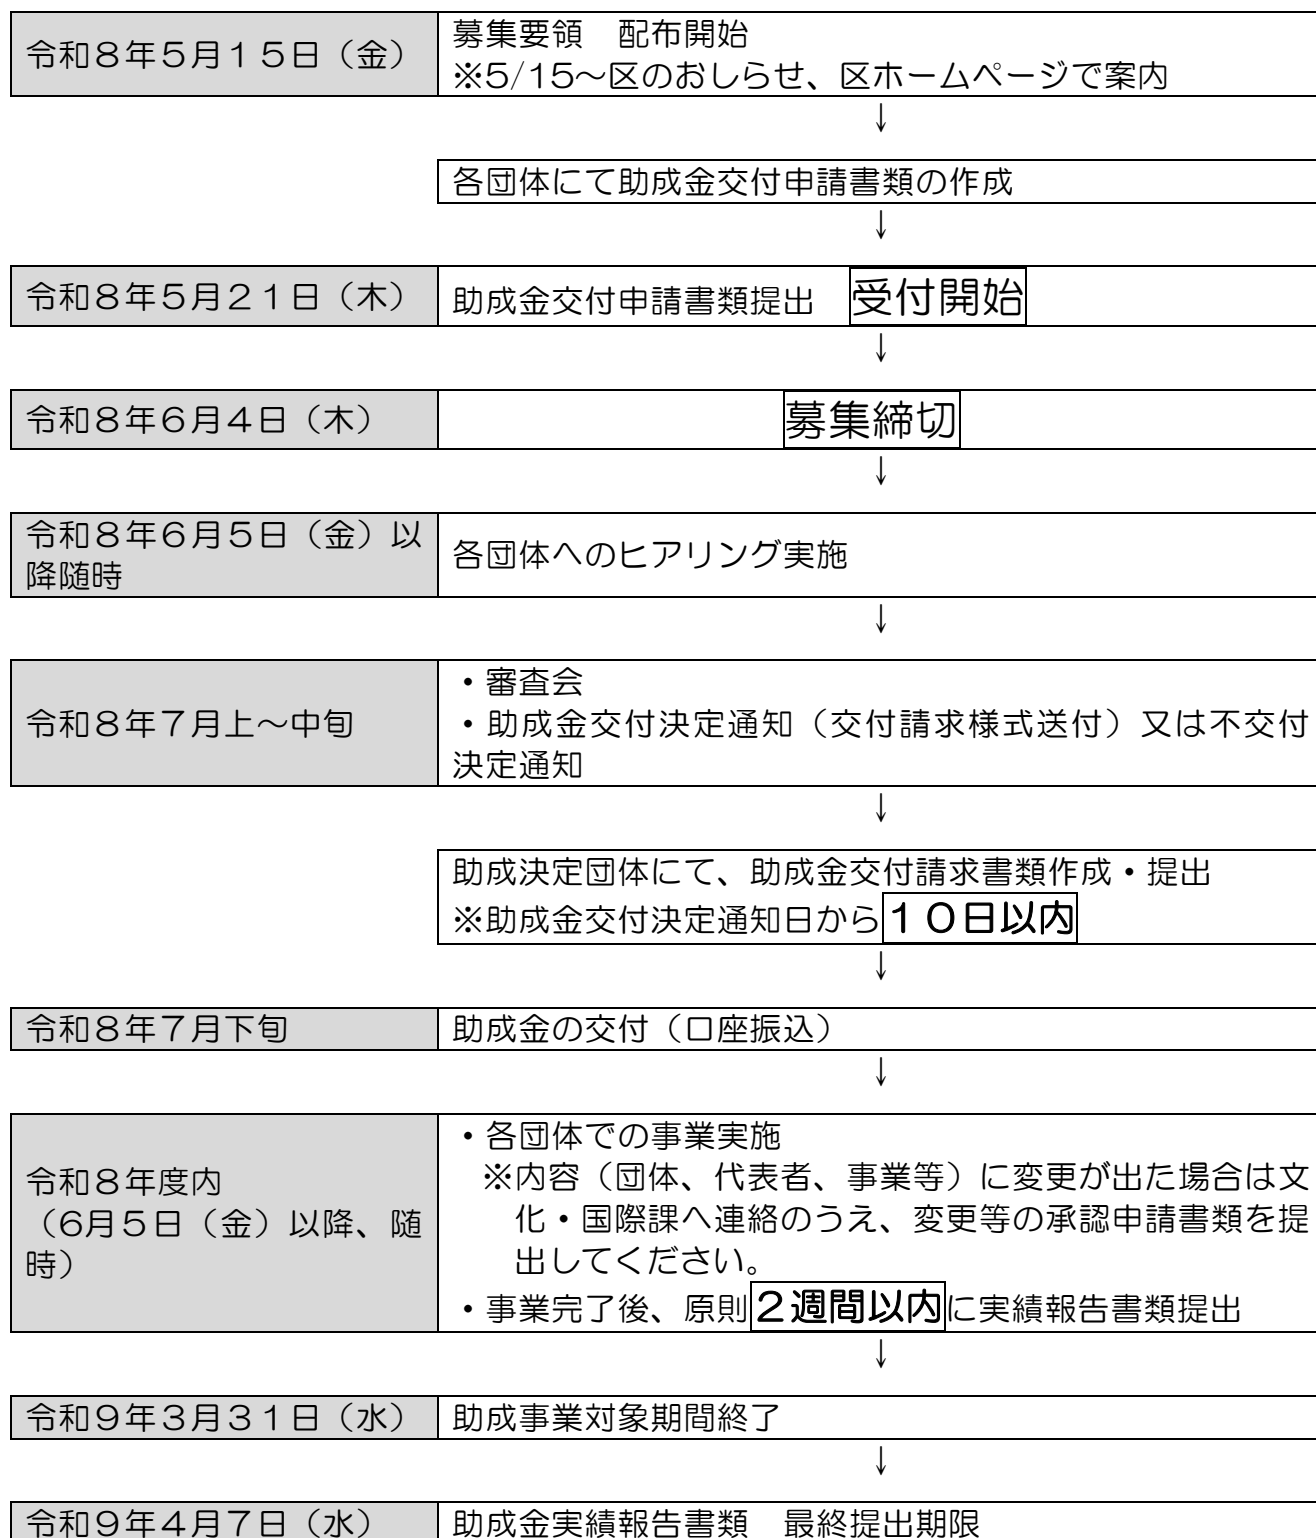 令和８年５月１５日（金）
募集要領　配布開始
※5/15～区のおしらせ、区ホームページで案内
↓
各団体にて助成金交付申請書類の作成
↓
令和８年５月２１日（木）
助成金交付申請書類提出　受付開始
↓
令和８年６月４日（木）
募集締切
↓
令和８年６月５日（金）以
降随時
各団体へのヒアリング実施
↓
令和８年７月上～中旬
・審査会
・助成金交付決定通知（交付請求様式送付）又は不交付
決定通知
↓
助成決定団体にて、助成金交付請求書類作成・提出
※助成金交付決定通知日から１０日以内
↓
令和８年７月下旬
助成金の交付（口座振込）
↓
令和８年度内
（6月５日（金）以降、随
時）
・各団体での事業実施
※内容（団体、代表者、事業等）に変更が出た場合は文
化・国際課へ連絡のうえ、変更等の承認申請書類を提
出してください。
・事業完了後、原則２週間以内に実績報告書類提出
↓
令和９年３月３１日（水）
助成事業対象期間終了
↓
令和９年４月７日（水）
助成金実績報告書類　最終提出期限